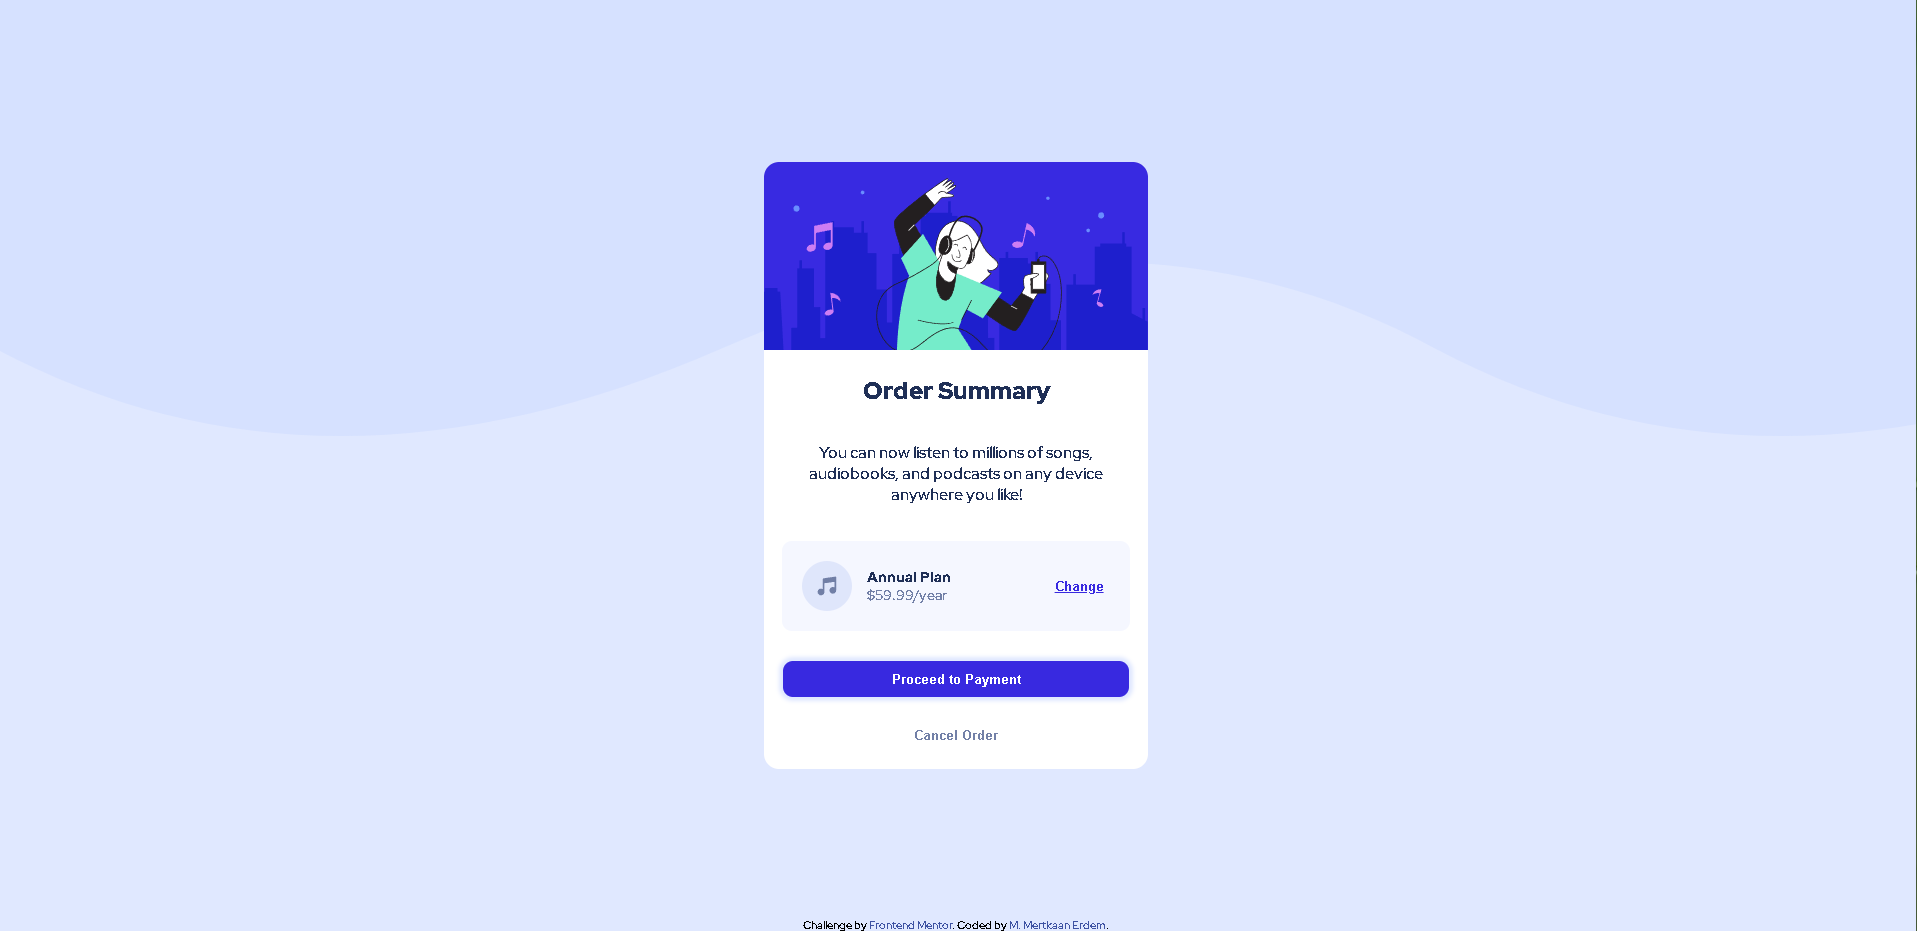 Order Summary
You can now listen to millions of songs,
audiobooks, and podcasts on any device
anywhere you like!
Annual Plan
$59.99/year
Change
Proceed to Payment
Cancel Order
Challenge by Frontend Mentor. Coded by M. Mertkaan Erdem.